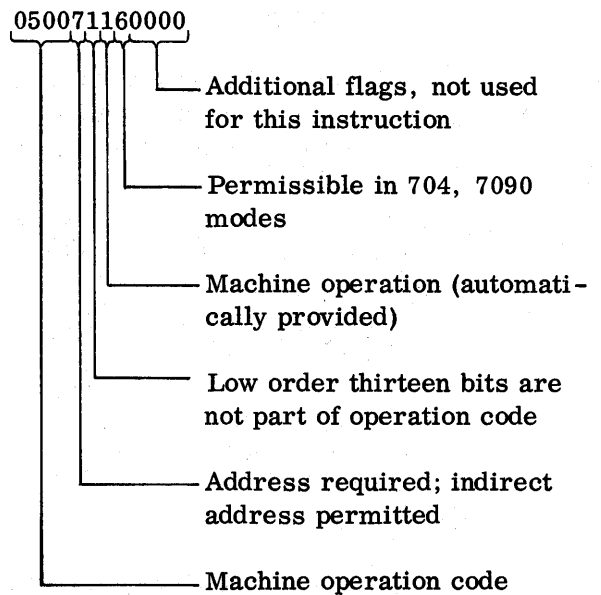 050071160000
Additional flags, not used
for this instruction
Permissible in 704, 7090
modes
Machine operation (automati-
cally provided)
Low order thirteen bits are
not part of operation code
Address required; indirect
address permitted
Machine operation code